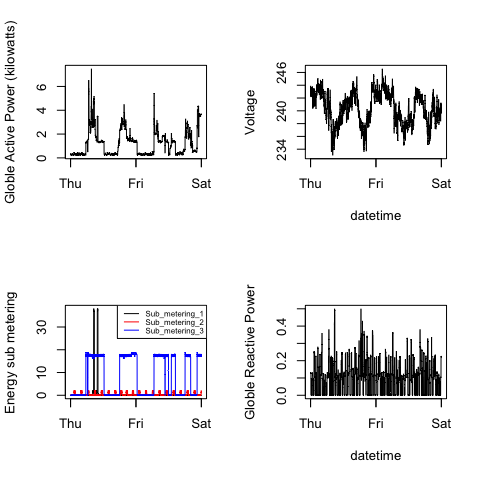 Globle Active Power (kilowatts)
6
4
2
0
Thu
Fri
Sat
Voltage
246
240
234
Thu
Fri
Sat
datetime
Energy sub metering
30
10
0
Sub_metering_1
Sub_metering_2
Sub_metering_3
Thu
Fri
Sat
Globle Reactive Power
0.4
0.2
0.0
Thu
Fri
Sat
datetime